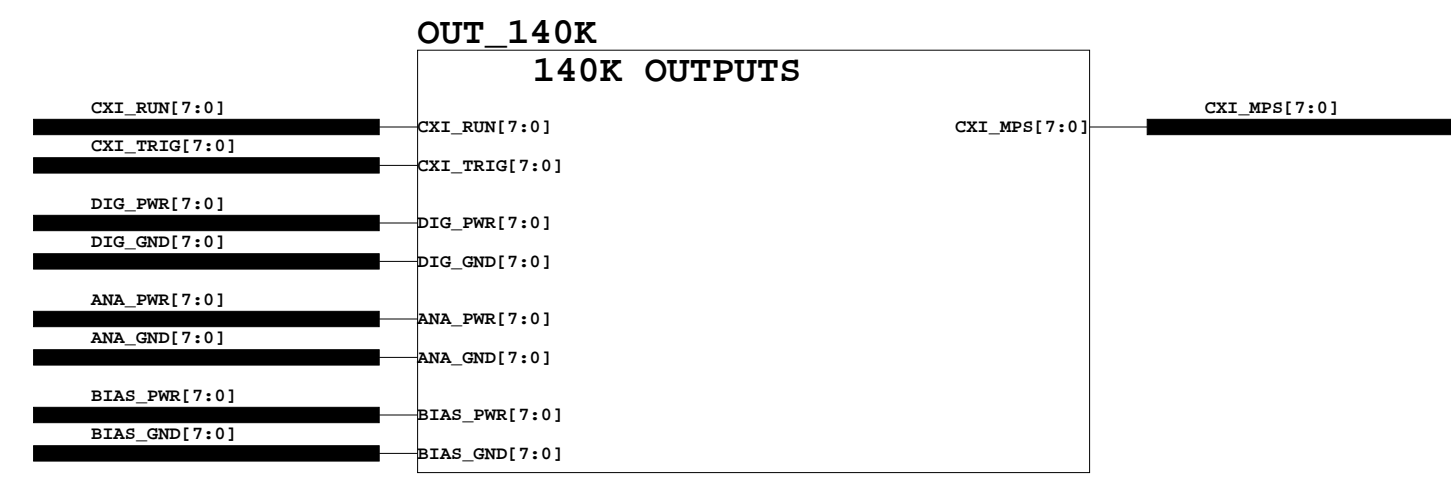 OUT_140K
140K OUTPUTS
CXI_RUN[7:0]
CXI_MPS[7:0]
CXI_RUN[7:0]
CXI_MPS[7:0]
CXI_TRIG[7:0]
CXI_TRIG[7:0]
DIG_PWR[7:0]
DIG_PWR[7:0]
DIG_GND[7:0]
DIG_GND[7:0]
ANA_PWR[7:0]
ANA_PWR[7:0]
ANA_GND[7:0]
ANA_GND[7:0]
BIAS_PWR[7:0]
BIAS_PWR[7:0]
BIAS_GND[7:0]
BIAS_GND[7:0]